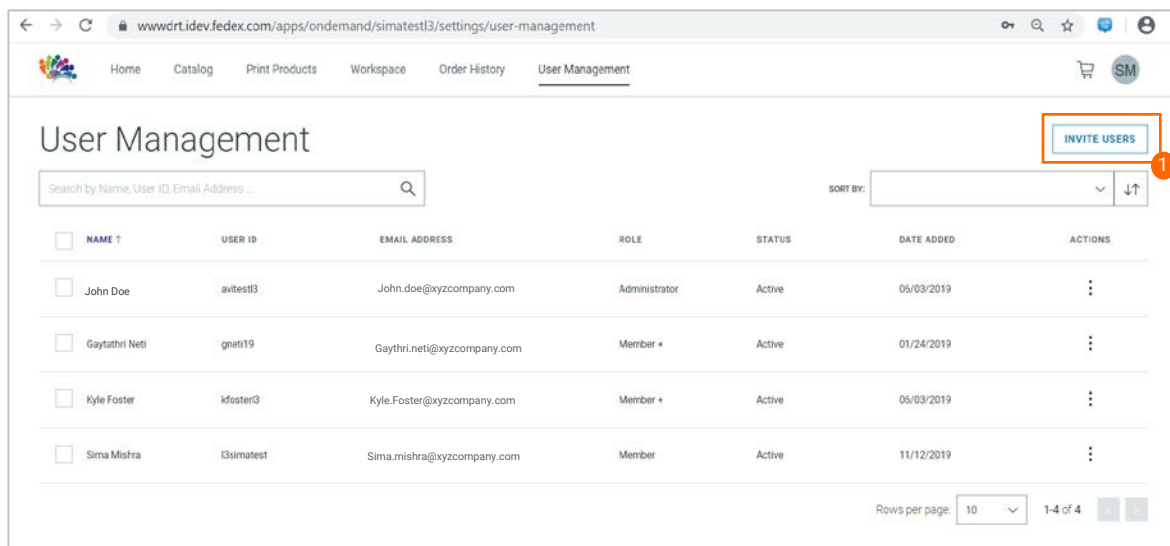 wwwdrt.idev.fedex.com/apps/ondemand/simatestl3/settings/user-management
Home Catalog Print Products Workspace Order History User Management SM
User Management
INVITE USERS
1
Search by Name, User ID, Email Address ...
SORT BY:
NAME ↑ USER ID EMAIL ADDRESS ROLE STATUS DATE ADDED ACTIONS
John Doe avitestl3 John.doe@xyzcompany.com Administrator Active 05/03/2019
Gaytathri Neti gneti19 Gaythri.neti@xyzcompany.com Member + Active 01/24/2019
Kyle Foster kfosterl3 Kyle.Foster@xyzcompany.com Member + Active 05/03/2019
Sima Mishra l3simatest Sima.mishra@xyzcompany.com Member Active 11/12/2019
Rows per page: 10 1-4 of 4